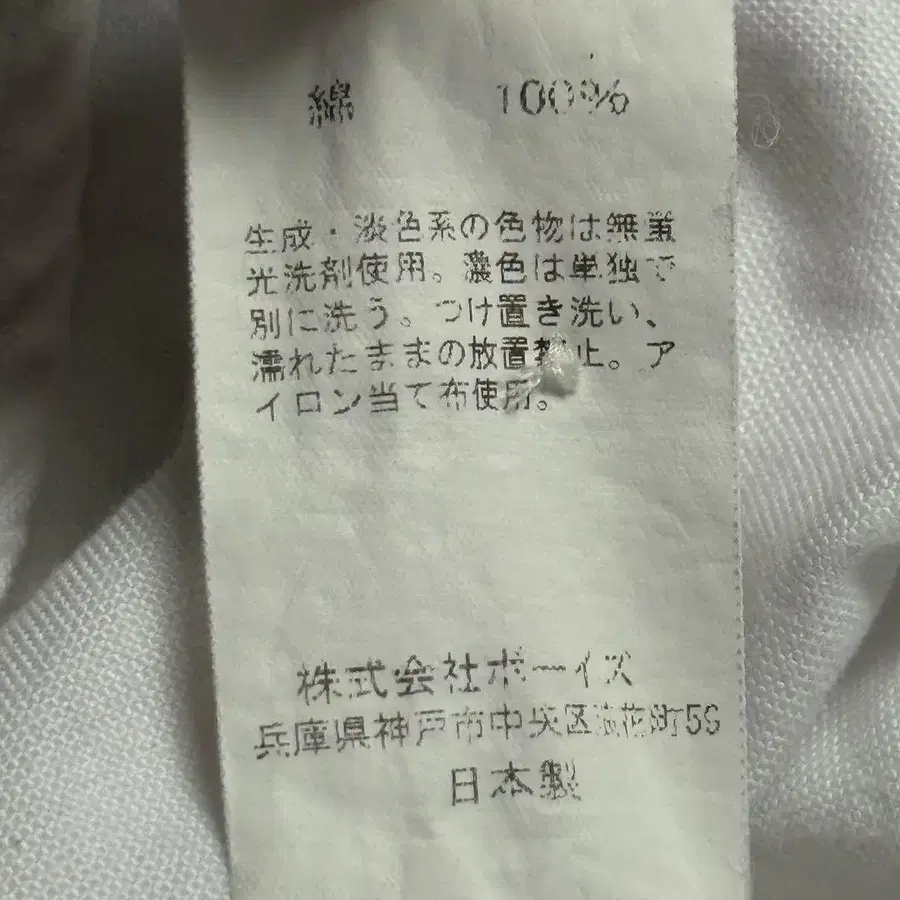 綿 100%
生成・淡色系の色物は無蛍
光洗剤使用。濃色は単独で
別に洗う。つけ置き洗い、
濡れたままの放置禁止。ア
イロン当て布使用。
株式会社ボーイズ
兵庫県神戸市中央区浪花町59
日本製